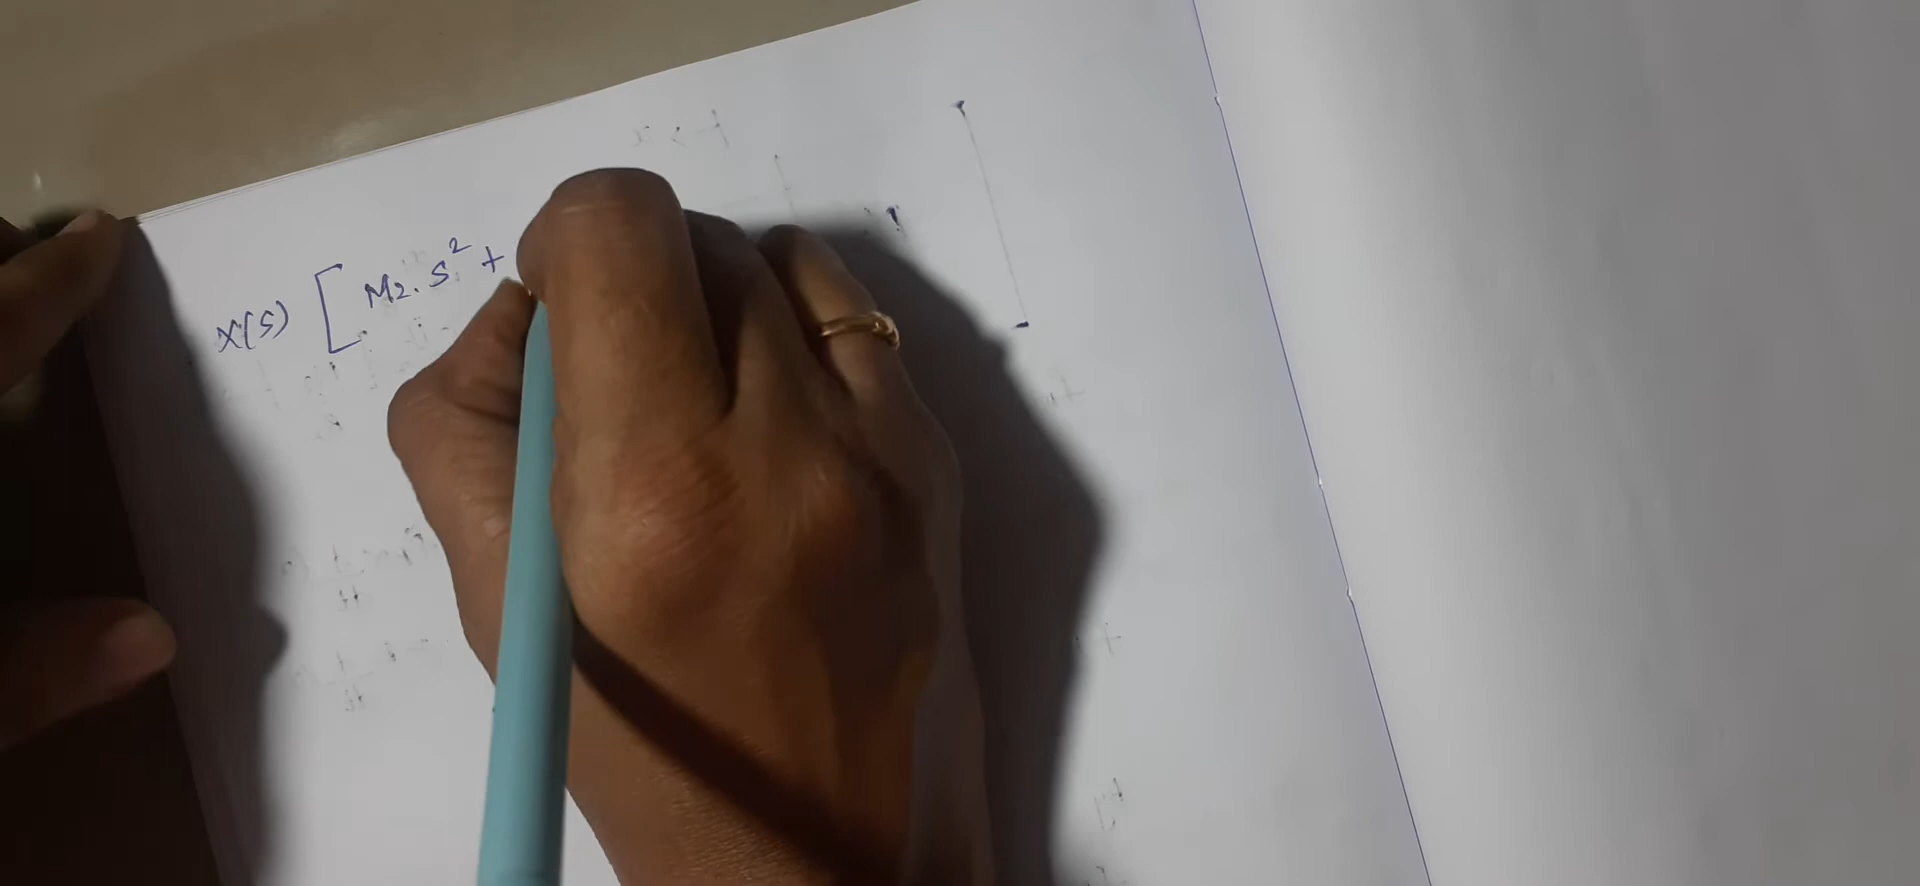 X(s) [ M2. s² +